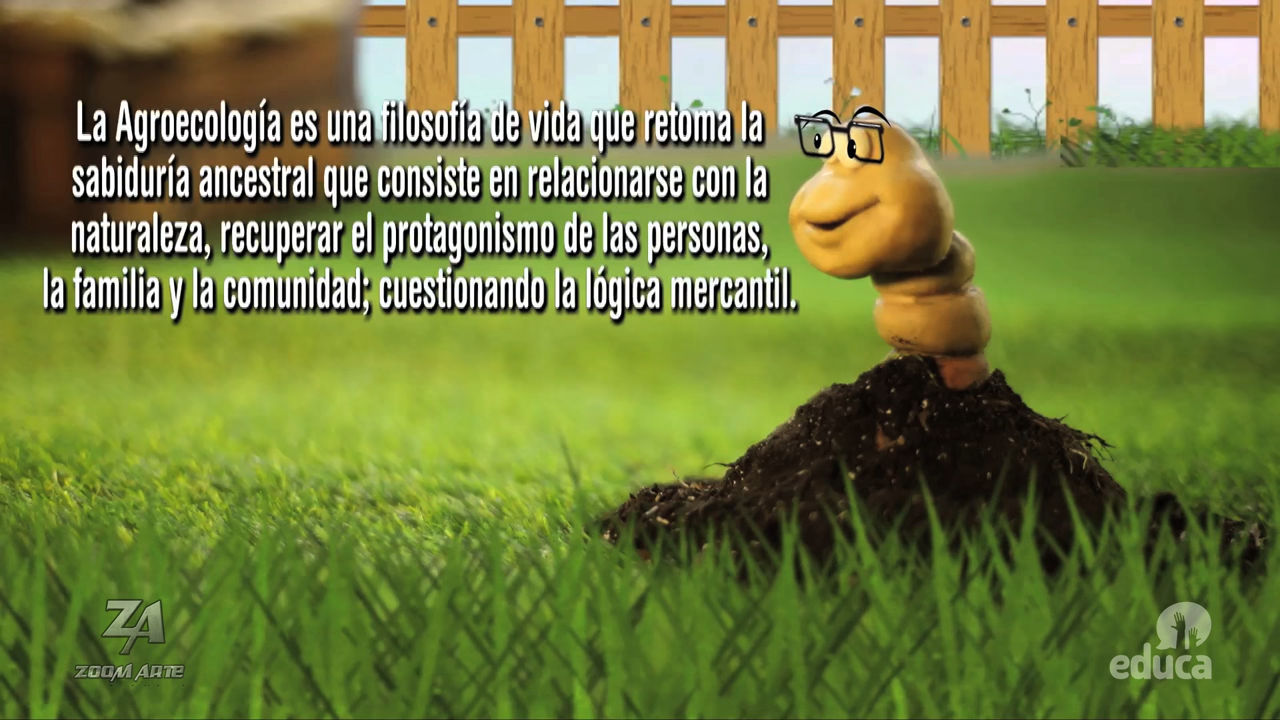 La Agroecología es una filosofía de vida que retoma la
sabiduría ancestral que consiste en relacionarse con la
naturaleza, recuperar el protagonismo de las personas,
la familia y la comunidad; cuestionando la lógica mercantil.
ZA
ZOOM ARTE
educa